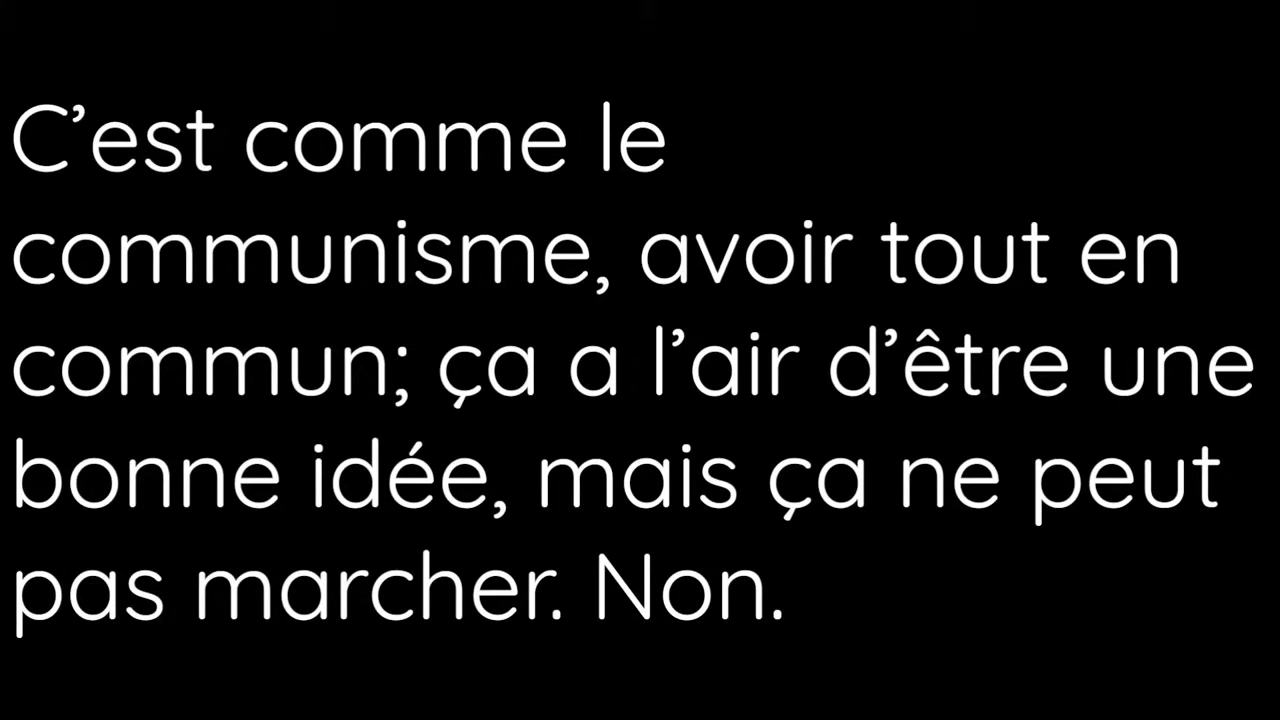 C’est comme le
communisme, avoir tout en
commun; ça a l’air d’être une
bonne idée, mais ça ne peut
pas marcher. Non.